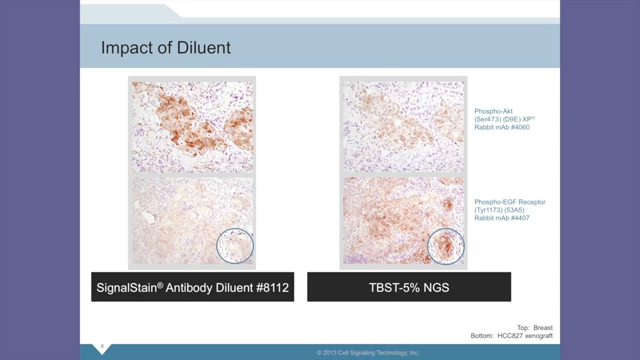 Impact of Diluent
Phospho-Akt
(Ser473) (D9E) XP®
Rabbit mAb #4060
Phospho-EGF Receptor
(Tyr1173) (53A5)
Rabbit mAb #4407
SignalStain® Antibody Diluent #8112
TBST-5% NGS
Top: Breast
Bottom: HCC827 xenograft
© 2013 Cell Signaling Technology, Inc.